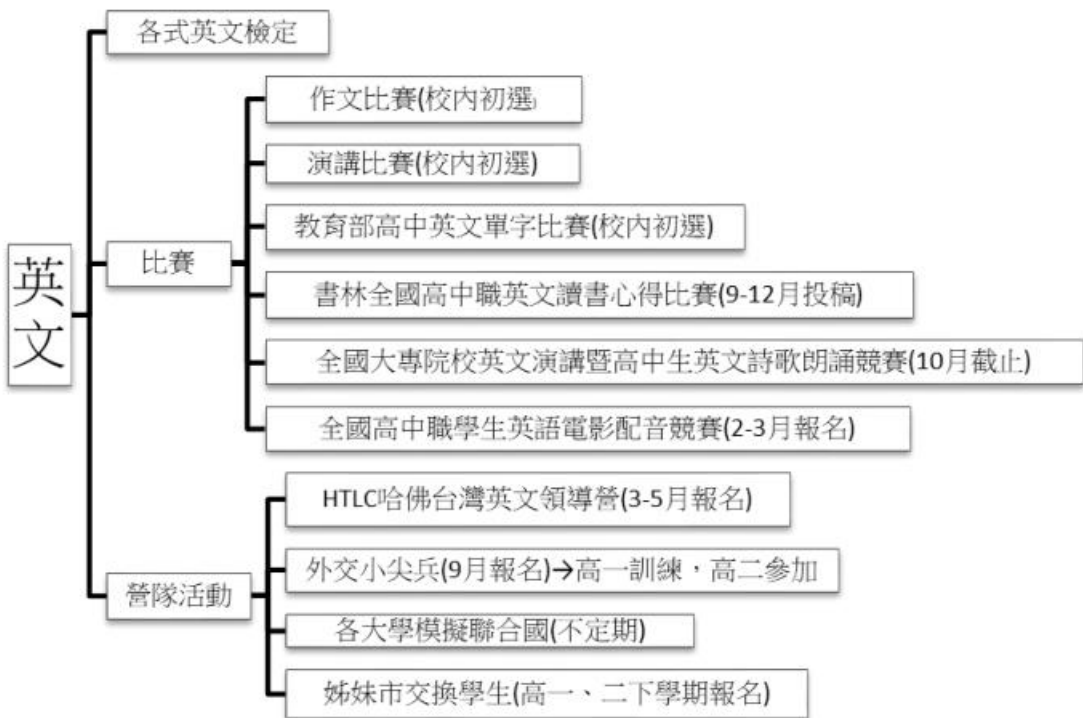 英文
各式英文檢定
比賽
作文比賽(校內初選)
演講比賽(校內初選)
教育部高中英文單字比賽(校內初選)
書林全國高中職英文讀書心得比賽(9-12月投稿)
全國大專院校英文演講暨高中生英文詩歌朗誦競賽(10月截止)
全國高中職學生英語電影配音競賽(2-3月報名)
營隊活動
HTLC哈佛台灣英文領導營(3-5月報名)
外交小尖兵(9月報名)→高一訓練，高二參加
各大學模擬聯合國(不定期)
姊妹市交換學生(高一、二下學期報名)